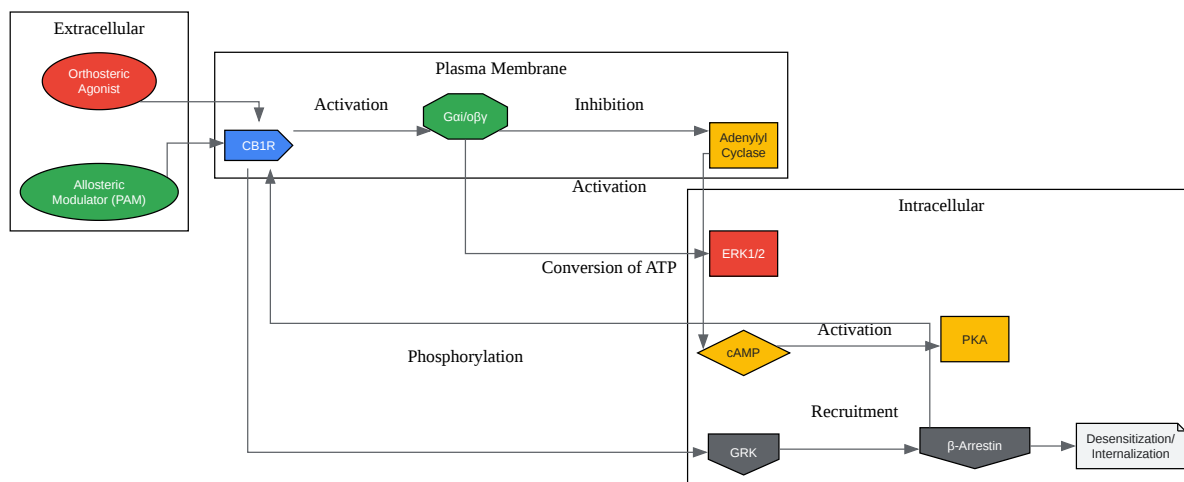 Extracellular
Orthosteric
Agonist
Allosteric
Modulator (PAM)
Plasma Membrane
CB1R
Activation
Gαi/oβγ
Inhibition
Adenylyl
Cyclase
Activation
Intracellular
ERK1/2
Conversion of ATP
cAMP
Activation
PKA
Phosphorylation
GRK
Recruitment
β-Arrestin
Desensitization/
Internalization